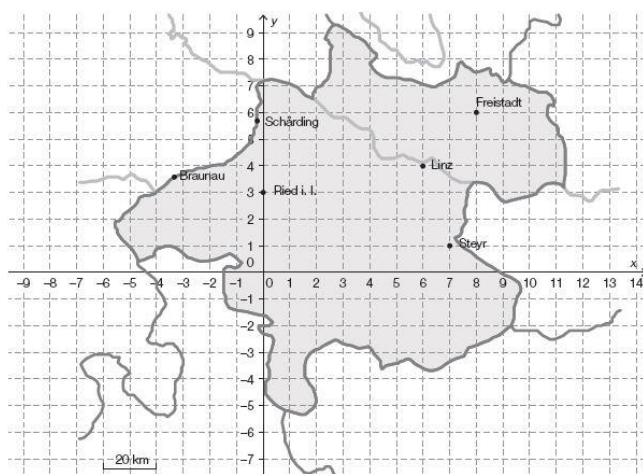 y
9
8
7
Freistadt
6
Schårding
5
4
Braunau
Linz
3
Ried i. I.
2
1
Steyr
0
x
–9 –8 –7 –6 –5 –4 –3 –2 –1 0 1 2 3 4 5 6 7 8 9 10 11 12 13 14
–1
–2
–3
–4
–5
–6
20 km
–7